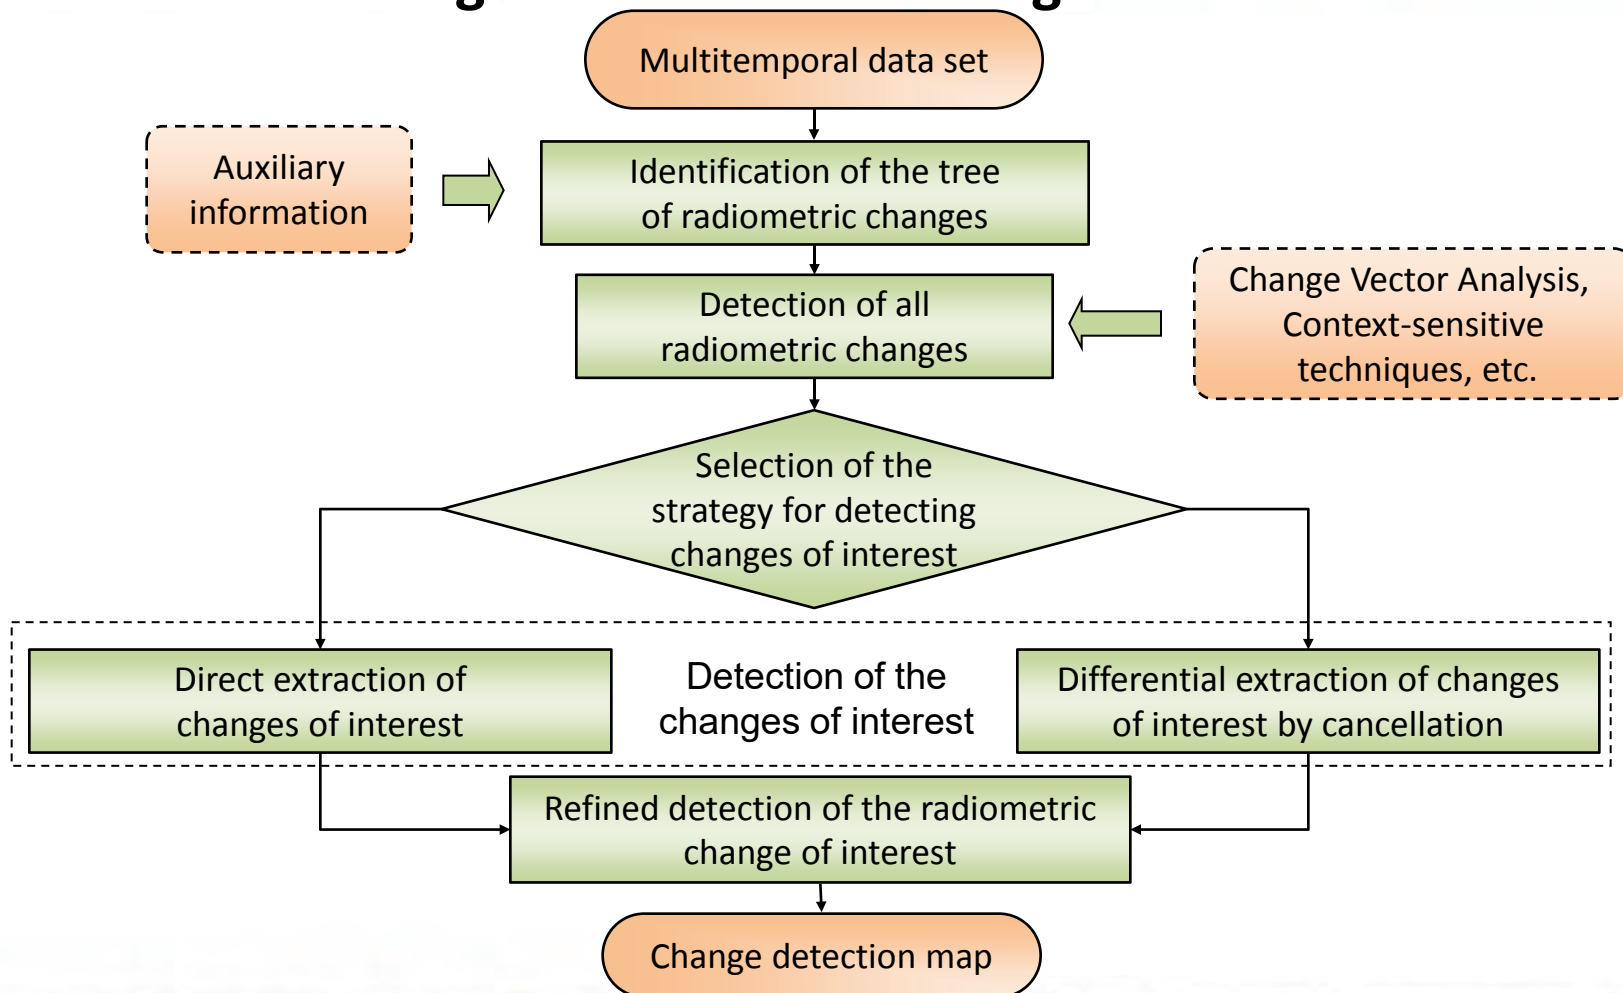 Multitemporal data set
Auxiliary
information
Identification of the tree
of radiometric changes
Detection of all
radiometric changes
Change Vector Analysis,
Context-sensitive
techniques, etc.
Selection of the
strategy for detecting
changes of interest
Direct extraction of
changes of interest
Detection of the
changes of interest
Differential extraction of changes
of interest by cancellation
Refined detection of the radiometric
change of interest
Change detection map